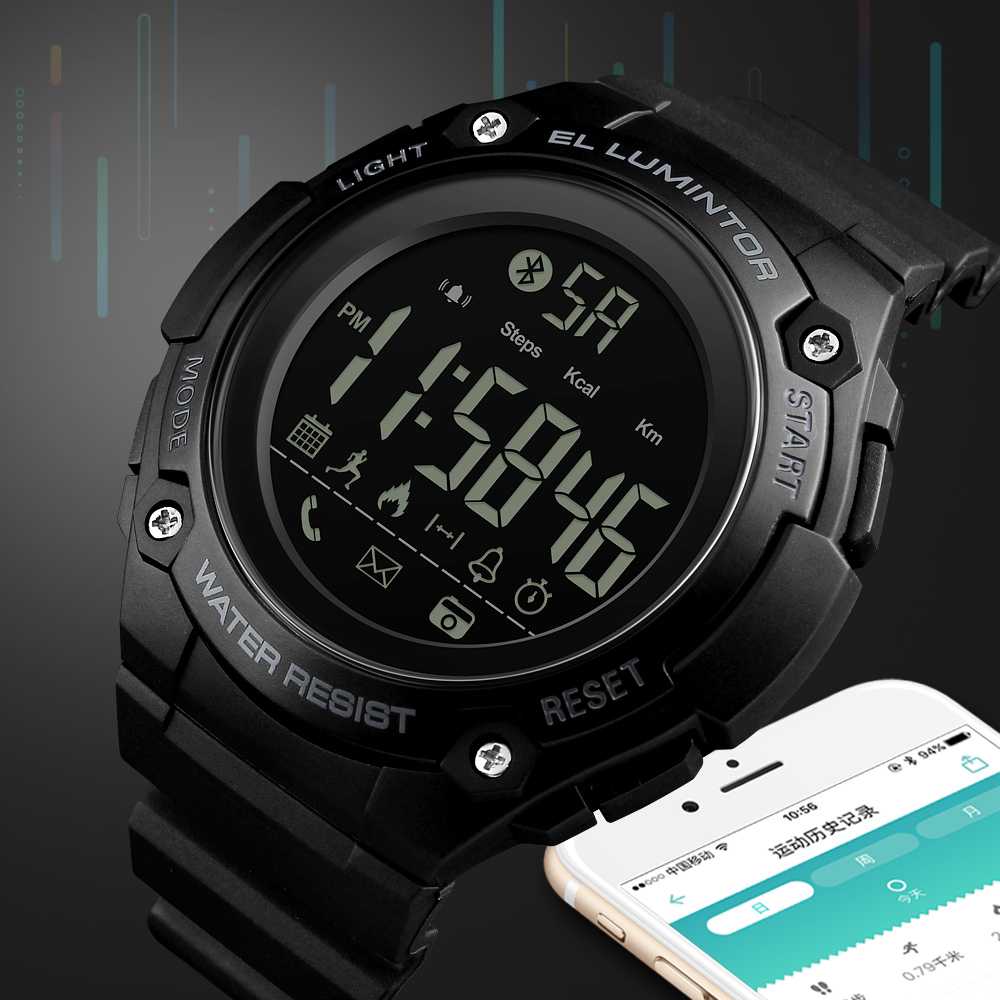 LIGHT
EL LUMINTOR
SA
PM
Steps
Kcal
Km
11:58 46
MODE
START
WATER RESIST
RESET
中国移动
10:56
94%
运动历史记录
日
周
月
今天
0.79千米
步